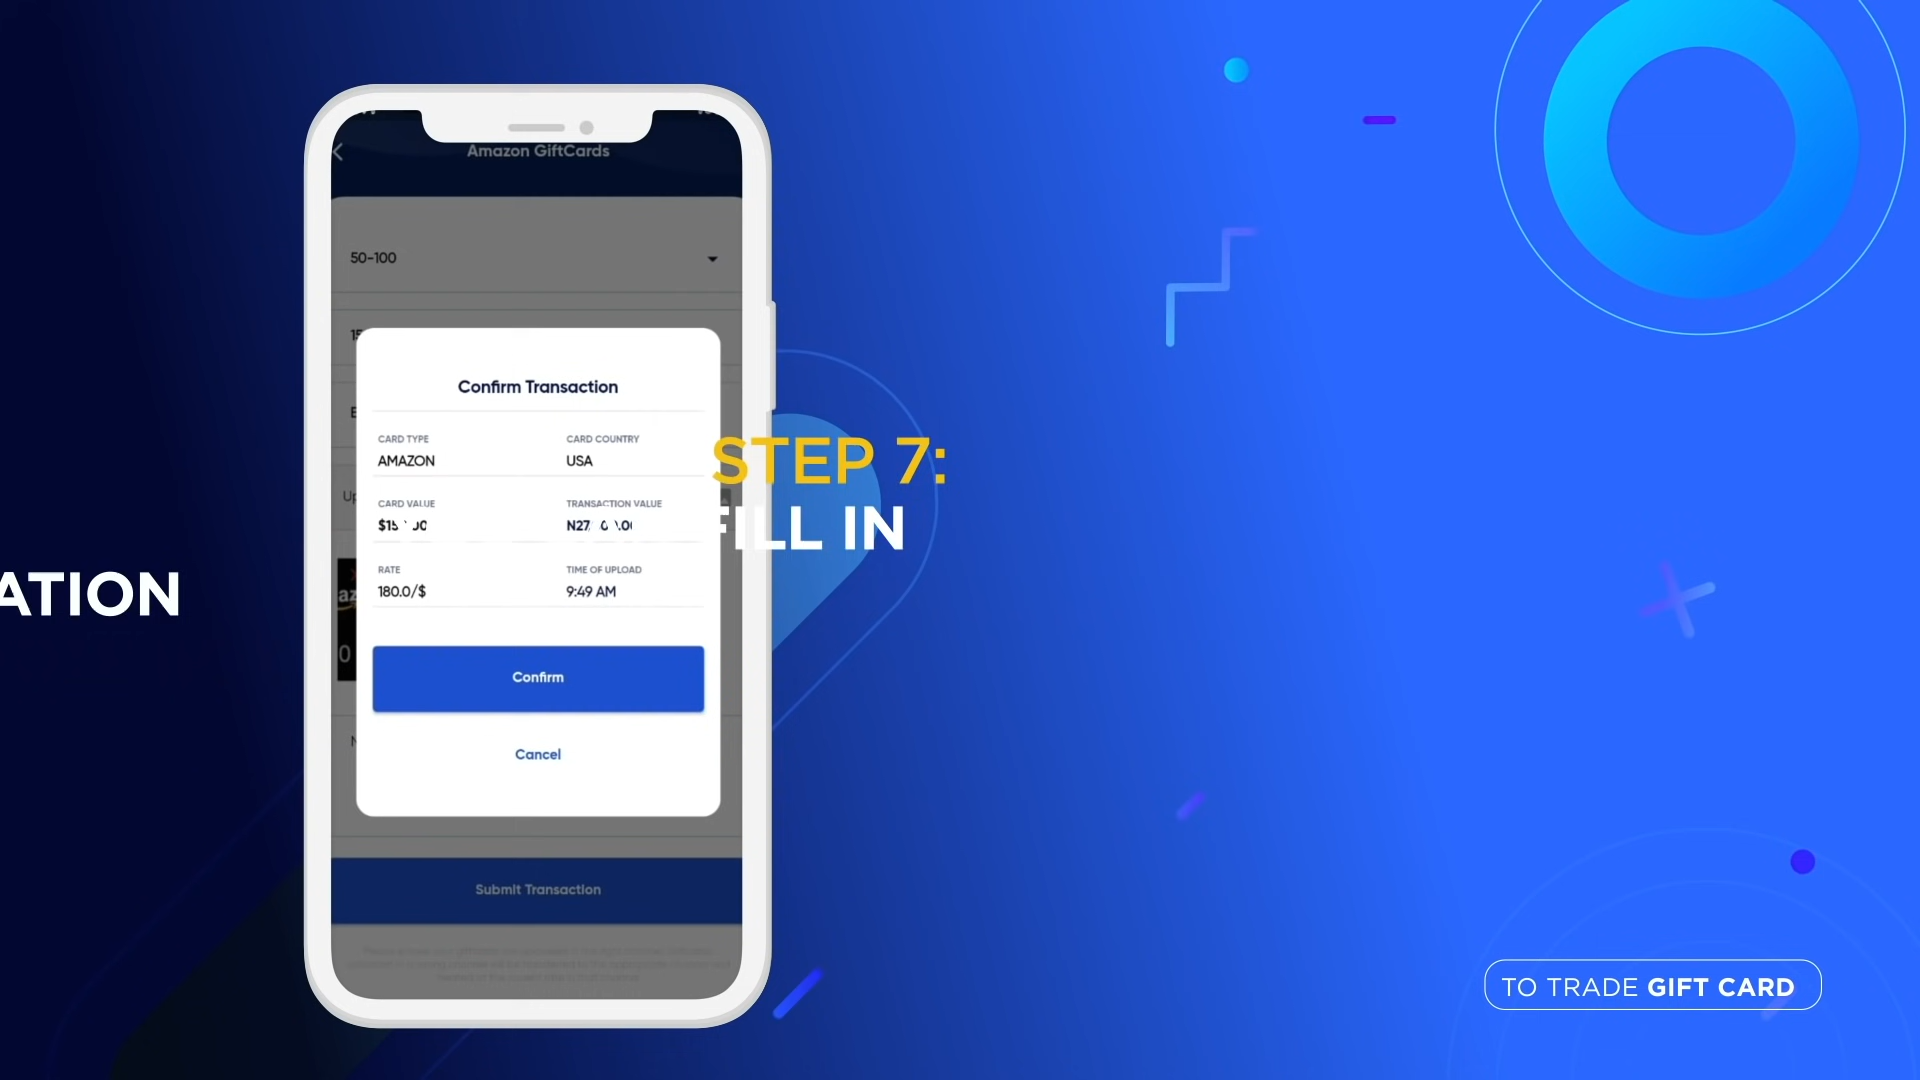 Amazon GiftCards
50-100
Confirm Transaction
CARD TYPE
AMAZON
CARD COUNTRY
USA
CARD VALUE
TRANSACTION VALUE
RATE
180.0/$
TIME OF UPLOAD
9:49 AM
Confirm
Cancel
Submit Transaction
STEP 7:
FILL IN
ATION
TO TRADE GIFT CARD